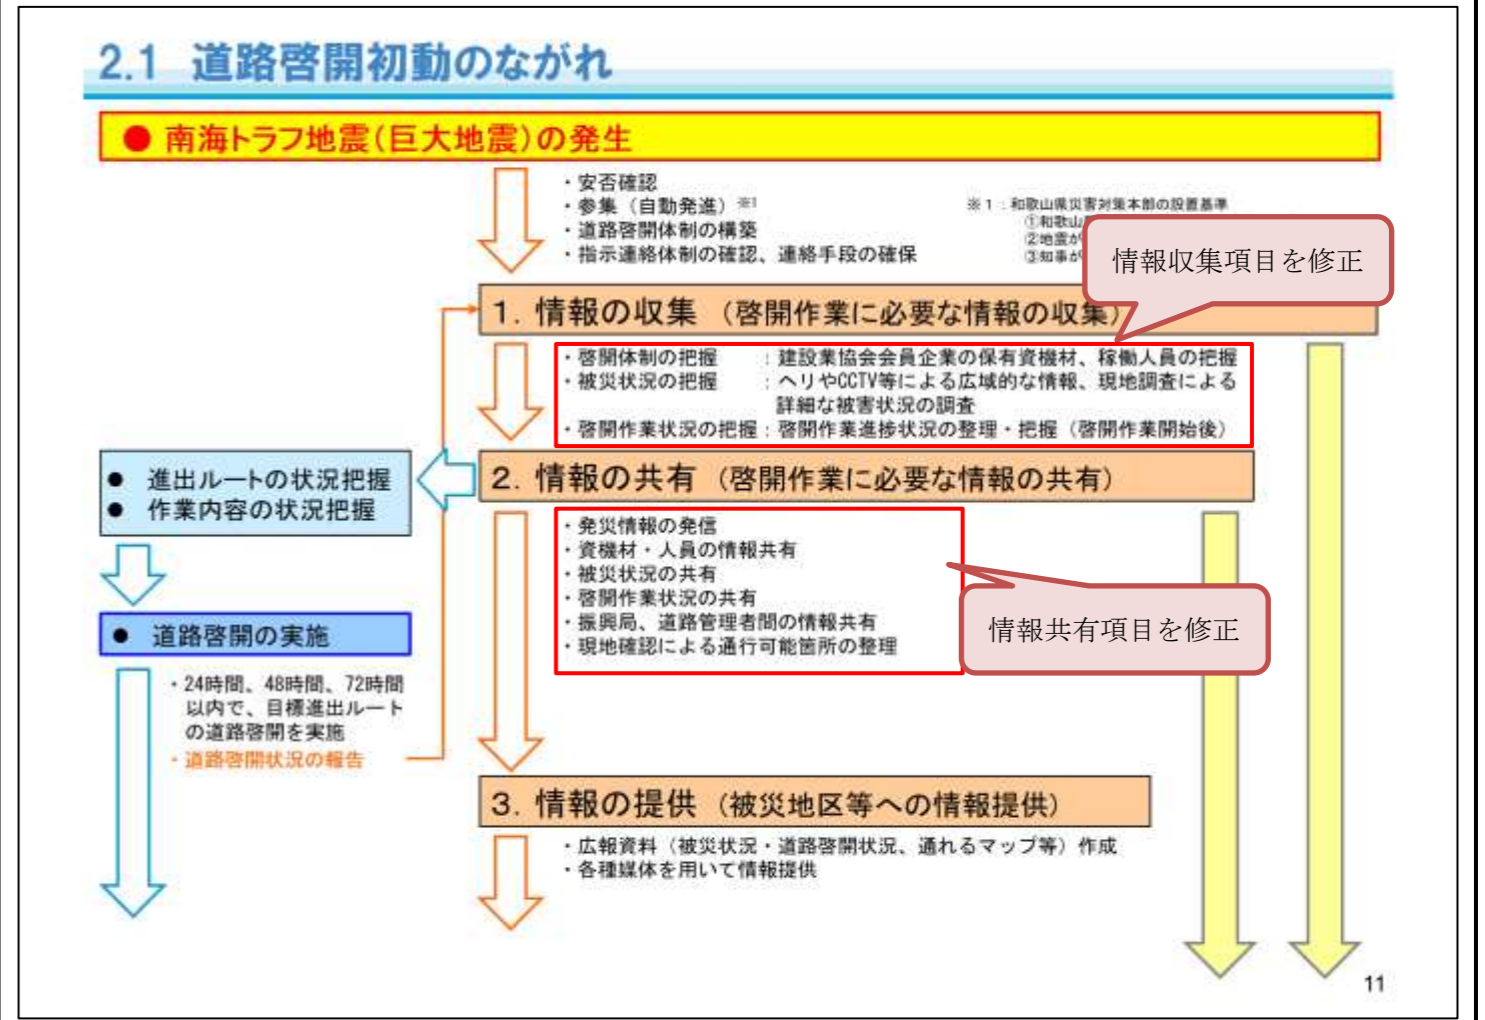 2.1 道路啓開初動のながれ
● 南海トラフ地震(巨大地震)の発生
・安否確認
・参集（自動発進）※1
・道路啓開体制の構築
・指示連絡体制の確認、連絡手段の確保
※１：和歌山県災害対策本部の設置基準
①和歌山
②地震が
③知事が
情報収集項目を修正
1. 情報の収集 （啓開作業に必要な情報の収集）
・啓開体制の把握 ：建設業協会会員企業の保有資機材、稼働人員の把握
・被災状況の把握 ：ヘリやCCTV等による広域的な情報、現地調査による
詳細な被害状況の調査
・啓開作業状況の把握：啓開作業進捗状況の整理・把握（啓開作業開始後）
2. 情報の共有 （啓開作業に必要な情報の共有）
● 進出ルートの状況把握
● 作業内容の状況把握
・発災情報の発信
・資機材・人員の情報共有
・被災状況の共有
・啓開作業状況の共有
・振興局、道路管理者間の情報共有
・現地確認による通行可能箇所の整理
情報共有項目を修正
● 道路啓開の実施
・24時間、48時間、72時間
以内で、目標進出ルート
の道路啓開を実施
・道路啓開状況の報告
3. 情報の提供 （被災地区等への情報提供）
・広報資料（被災状況・道路啓開状況、通れるマップ等）作成
・各種媒体を用いて情報提供
11